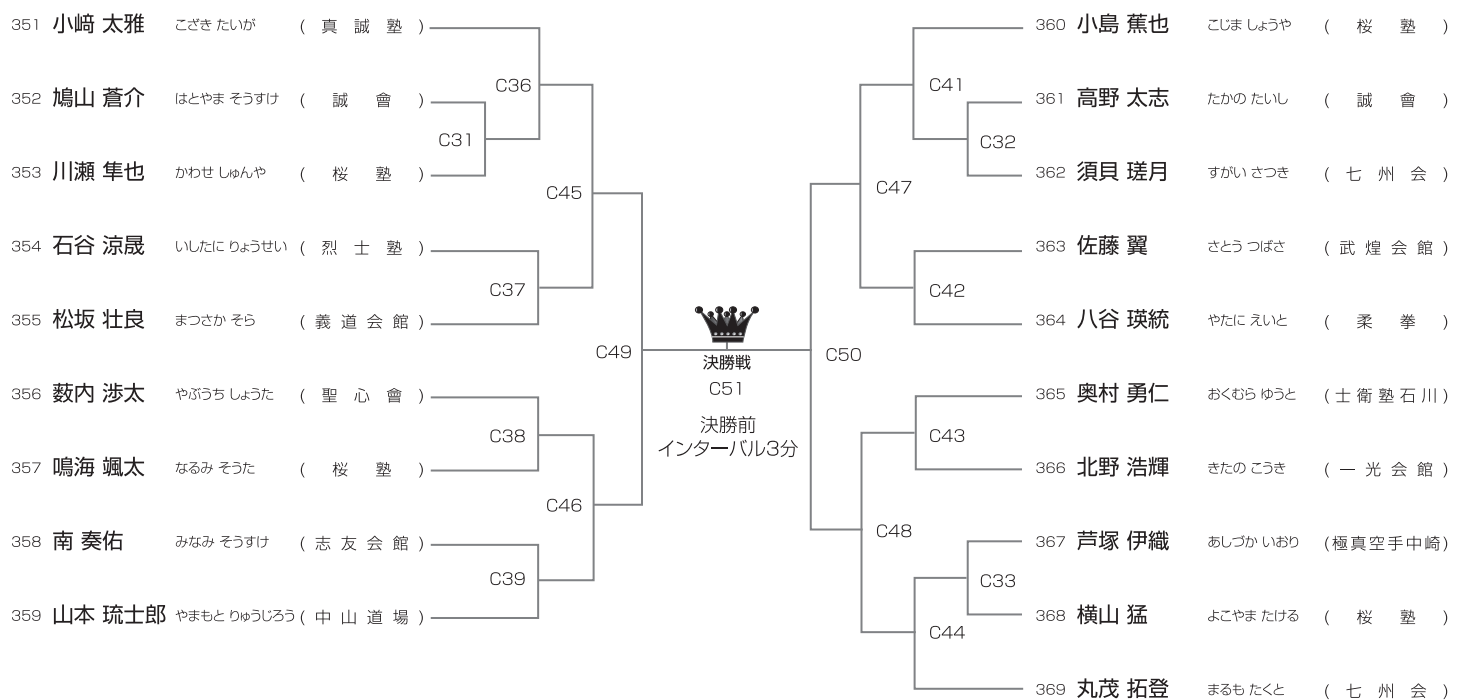 351 小﨑 太雅 こざき たいが ( 真 誠 塾 )
C36
352 鳩山 蒼介 はとやま そうすけ ( 誠 會 )
C31
353 川瀬 隼也 かわせ しゅんや ( 桜 塾 )
C45
354 石谷 涼晟 いしたに りょうせい ( 烈 士 塾 )
C37
355 松坂 壮良 まつさか そら ( 義 道 会 館 )
C49
356 薮内 渉太 やぶうち しょうた ( 聖 心 會 )
C38
357 鳴海 颯太 なるみ そうた ( 桜 塾 )
C46
358 南 奏佑 みなみ そうすけ ( 志 友 会 館 )
C39
359 山本 琉士郎 やまもと りゅうじろう ( 中 山 道 場 )
決勝戦
C51
決勝前
インターバル3分
360 小島 蕉也 こじま しょうや ( 桜 塾 )
C41
361 高野 太志 たかの たいし ( 誠 會 )
C32
362 須貝 瑳月 すがい さつき ( 七 州 会 )
C47
363 佐藤 翼 さとう つばさ ( 武 煌 会 館 )
C42
364 八谷 瑛統 やたに えいと ( 柔 拳 )
C50
365 奥村 勇仁 おくむら ゆうと ( 士 衛 塾 石 川 )
C43
366 北野 浩輝 きたの こうき ( 一 光 会 館 )
C48
367 芦塚 伊織 あしづか いおり (極真空手中崎)
C33
368 横山 猛 よこやま たける ( 桜 塾 )
C44
369 丸茂 拓登 まるも たくと ( 七 州 会 )